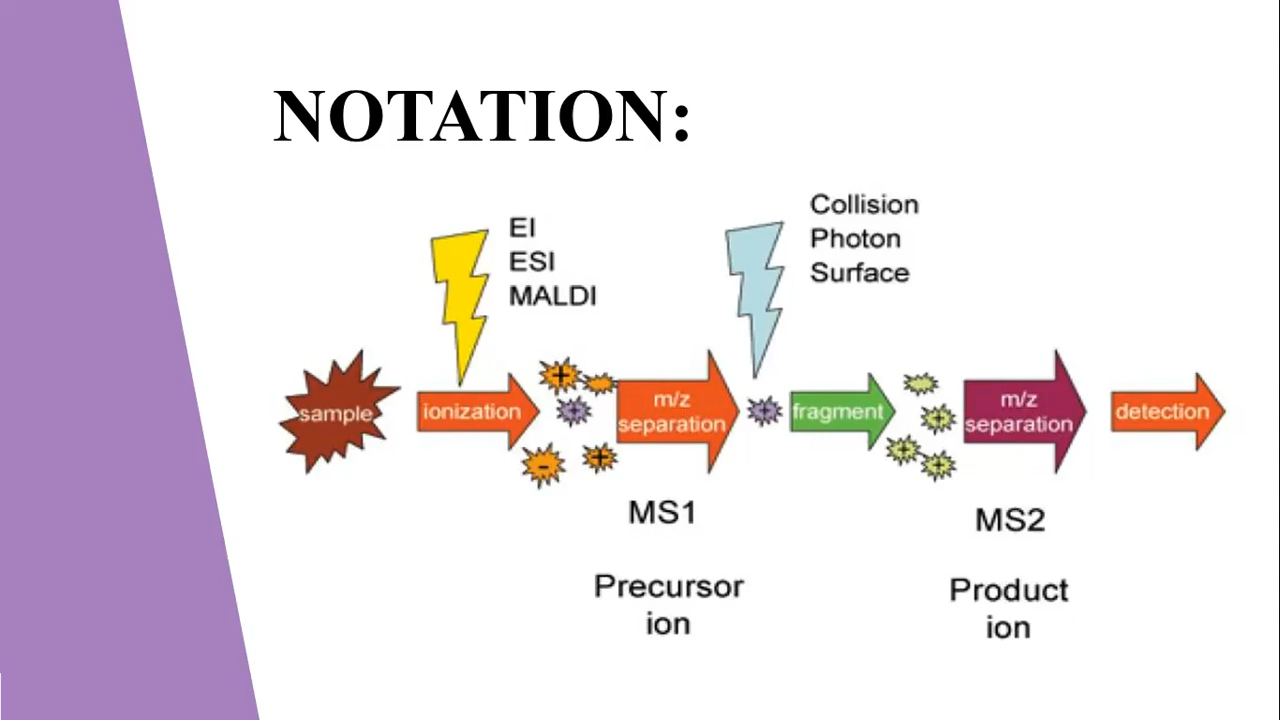 NOTATION:
EI
ESI
MALDI
Collision
Photon
Surface
sample
ionization
+
+
-
+
m/z
separation
+
fragment
+
+
+
m/z
separation
detection
MS1
MS2
Precursor
ion
Product
ion